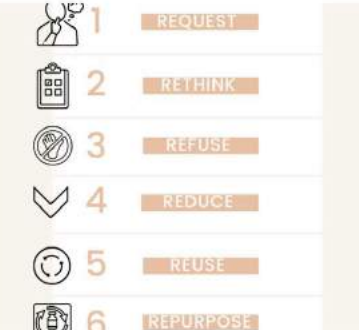 1 REQUEST
2 RETHINK
3 REFUSE
4 REDUCE
5 REUSE
6 REPURPOSE